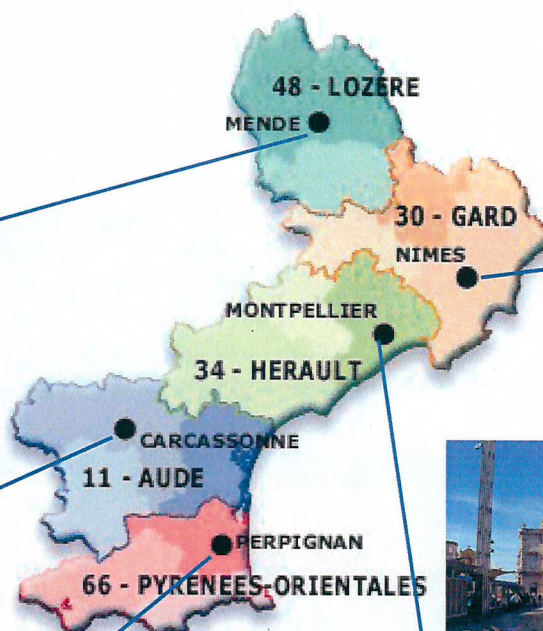 48 - LOZERE
MENDE
30 - GARD
NIMES
MONTPELLIER
34 - HERAULT
CARCASSONNE
11 - AUDE
PERPIGNAN
66 - PYRENEES-ORIENTALES